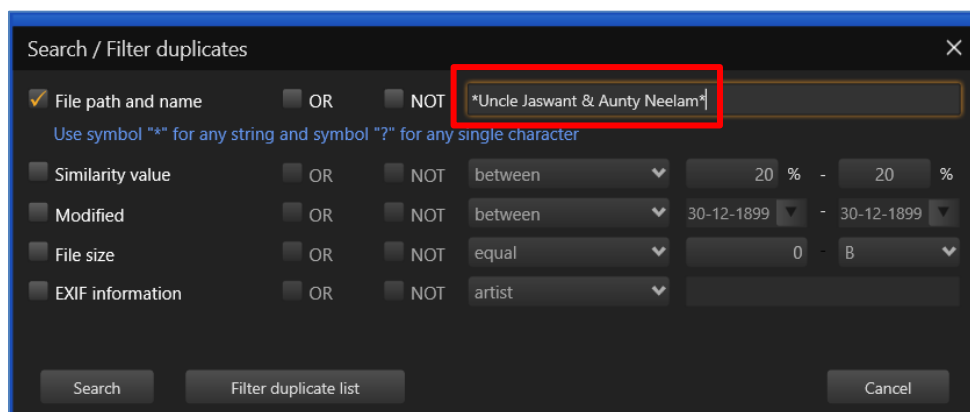 Search / Filter duplicates
File path and name OR NOT *Uncle Jaswant & Aunty Neelam*
Use symbol "*" for any string and symbol "?" for any single character
Similarity value OR NOT between 20 % - 20 %
Modified OR NOT between 30-12-1899 - 30-12-1899
File size OR NOT equal 0 - B
EXIF information OR NOT artist
Search Filter duplicate list Cancel